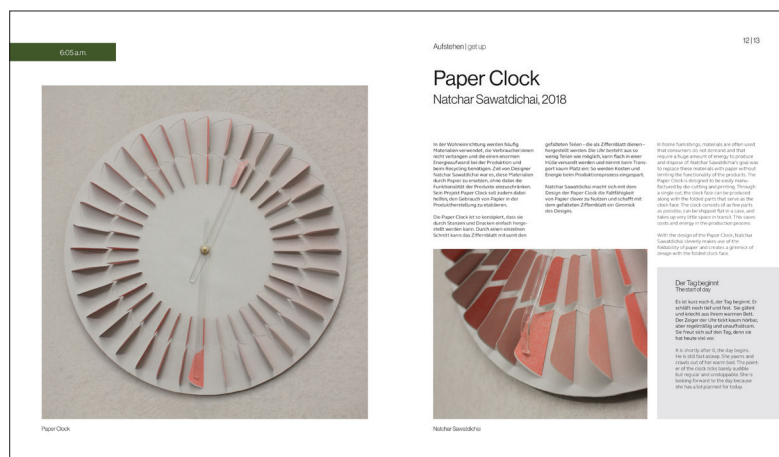 6:05 a.m.
Paper Clock
Aufstehen | get up
12 | 13
Paper Clock
Natchar Sawatdichai, 2018
In der Wohneinrichtung werden häufig
Materialien verwendet, die Verbraucher:innen
nicht verlangen und die einen enormen
Energieaufwand bei der Produktion und
beim Recycling benötigen. Ziel von Designer
Natchar Sawatdichai war es, diese Materialien
durch Papier zu ersetzen, ohne dabei die
Funktionalität der Produkte einzuschränken.
Sein Projekt Paper Clock soll zudem dabei
helfen, den Gebrauch von Papier in der
Produktherstellung zu etablieren.
Die Paper Clock ist so konzipiert, dass sie
durch Stanzen und Drucken einfach herge-
stellt werden kann. Durch einen einzelnen
Schnitt kann das Ziffernblatt mitsamt den
gefalteten Teilen – die als Ziffernblatt dienen –
hergestellt werden. Die Uhr besteht aus so
wenig Teilen wie möglich, kann flach in einer
Hülle versandt werden und nimmt beim Trans-
port kaum Platz ein: So werden Kosten und
Energie beim Produktionsprozess eingespart.
Natchar Sawatdichai macht sich mit dem
Design der Paper Clock die Faltfähigkeit
von Papier clever zu Nutzen und schafft mit
dem gefalteten Ziffernblatt ein Gimmick
des Designs.
In home furnishings, materials are often used
that consumers do not demand and that
require a huge amount of energy to produce
and dispose of. Natchar Sawatdichai's goal was
to replace these materials with paper without
limiting the functionality of the products. The
Paper Clock is designed to be easily manu-
factured by die-cutting and printing. Through
a single cut, the clock face can be produced
along with the folded parts that serve as the
clock face. The clock consists of as few parts
as possible, can be shipped flat in a case, and
takes up very little space in transit. This saves
costs and energy in the production process.
With the design of the Paper Clock, Natchar
Sawatdichai cleverly makes use of the
foldability of paper and creates a gimmick of
design with the folded clock face.
Der Tag beginnt
The start of day
Es ist kurz nach 6, der Tag beginnt. Er
schläft noch tief und fest. Sie gähnt
und kriecht aus ihrem warmen Bett.
Der Zeiger der Uhr tickt kaum hörbar,
aber regelmäßig und unaufhaltsam.
Sie freut sich auf den Tag, denn sie
hat heute viel vor.
It is shortly after 6, the day begins.
He is still fast asleep. She yawns and
crawls out of her warm bed. The point-
er of the clock ticks barely audible
but regular and unstoppable. She is
looking forward to the day because
she has a lot planned for today.
Natchar Sawatdichai